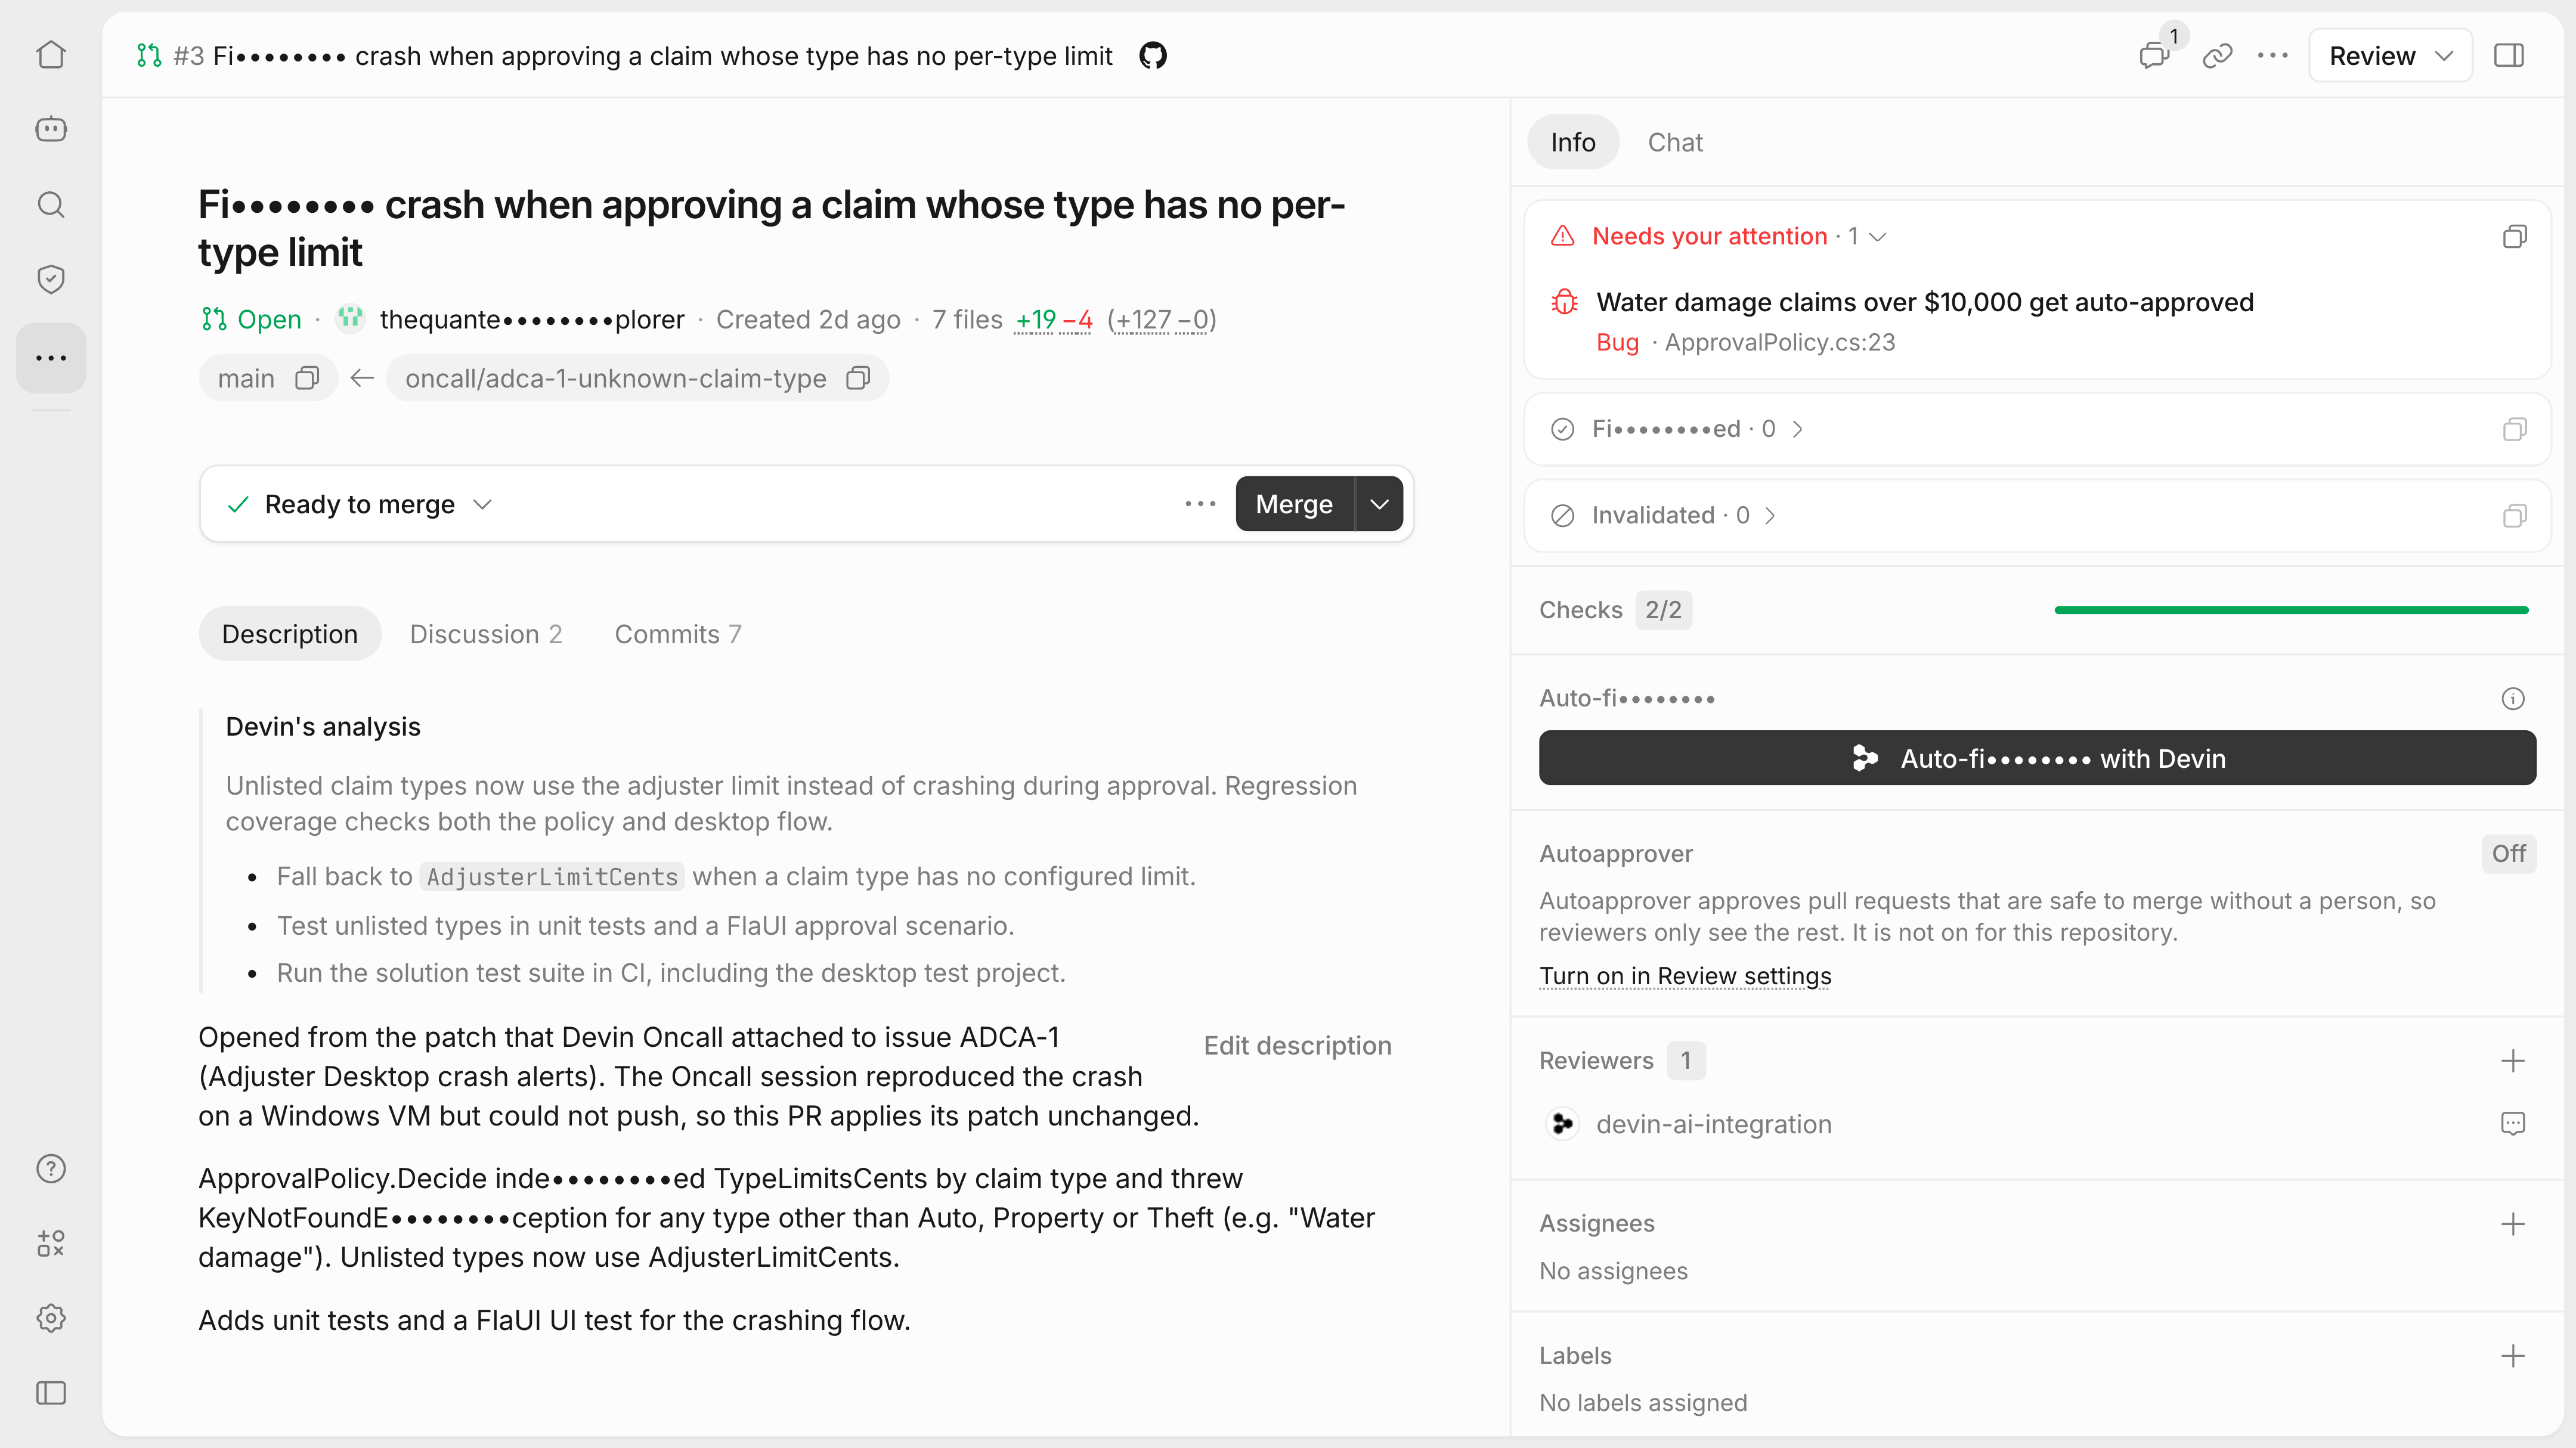 #3 Fi•••••••• crash when approving a claim whose type has no per-type limit
1
Review
Fi•••••••• crash when approving a claim whose type has no per-
type limit
Open · thequante••••••••plorer · Created 2d ago · 7 files +19 −4 (+127 −0)
main ← oncall/adca-1-unknown-claim-type
Ready to merge
Merge
Description
Discussion 2
Commits 7
Devin's analysis
Unlisted claim types now use the adjuster limit instead of crashing during approval. Regression
coverage checks both the policy and desktop flow.
• Fall back to AdjusterLimitCents when a claim type has no configured limit.
• Test unlisted types in unit tests and a FlaUI approval scenario.
• Run the solution test suite in CI, including the desktop test project.
Opened from the patch that Devin Oncall attached to issue ADCA-1
(Adjuster Desktop crash alerts). The Oncall session reproduced the crash
on a Windows VM but could not push, so this PR applies its patch unchanged.
Edit description
ApprovalPolicy.Decide inde••••••••ed TypeLimitsCents by claim type and threw
KeyNotFoundE••••••••ception for any type other than Auto, Property or Theft (e.g. "Water
damage"). Unlisted types now use AdjusterLimitCents.
Adds unit tests and a FlaUI UI test for the crashing flow.
Info
Chat
Needs your attention · 1
Water damage claims over $10,000 get auto-approved
Bug · ApprovalPolicy.cs:23
Fi••••••••ed · 0
Invalidated · 0
Checks 2/2
Auto-fi••••••••
Auto-fi•••••••• with Devin
Autoapprover
Off
Autoapprover approves pull requests that are safe to merge without a person, so
reviewers only see the rest. It is not on for this repository.
Turn on in Review settings
Reviewers 1
devin-ai-integration
Assignees
No assignees
Labels
No labels assigned